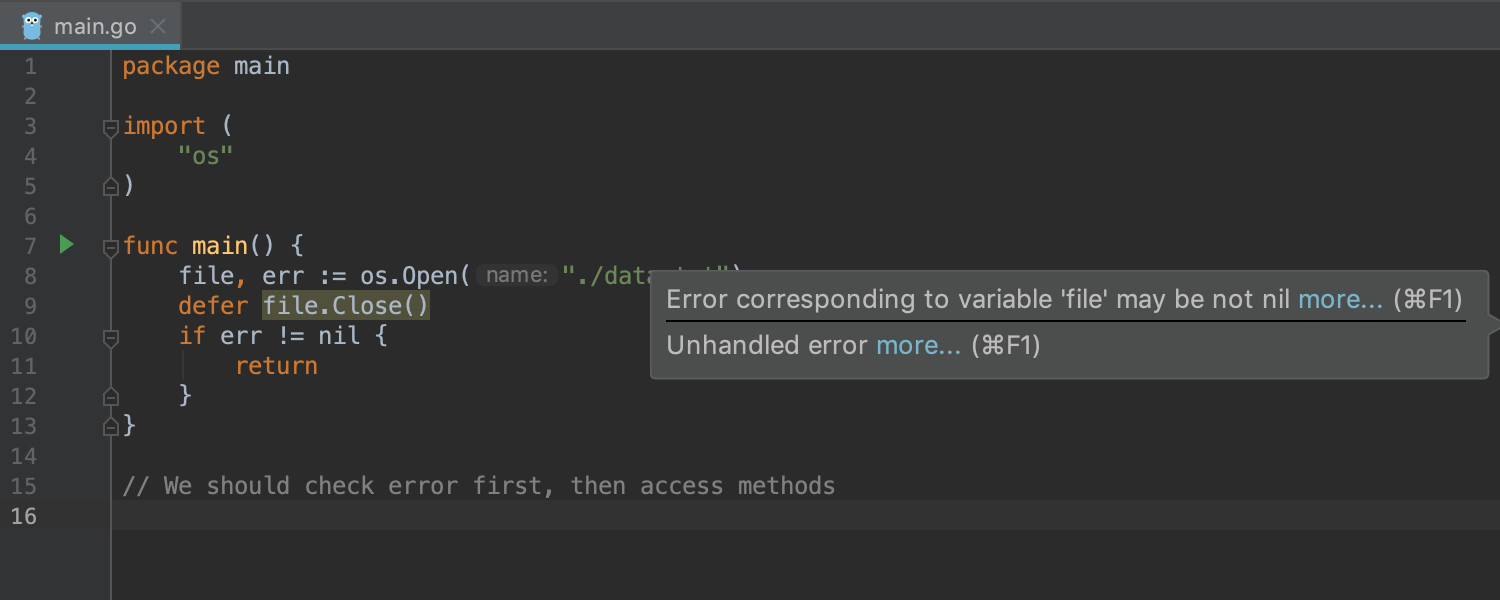 main.go
1 package main
2
3 import (
4 "os"
5 )
6
7 func main() {
8 file, err := os.Open( name: "./data
9 defer file.Close()
10 if err != nil {
11 return
12 }
13 }
14
15 // We should check error first, then access methods
16
Error corresponding to variable 'file' may be not nil more... (⌘F1)
Unhandled error more... (⌘F1)